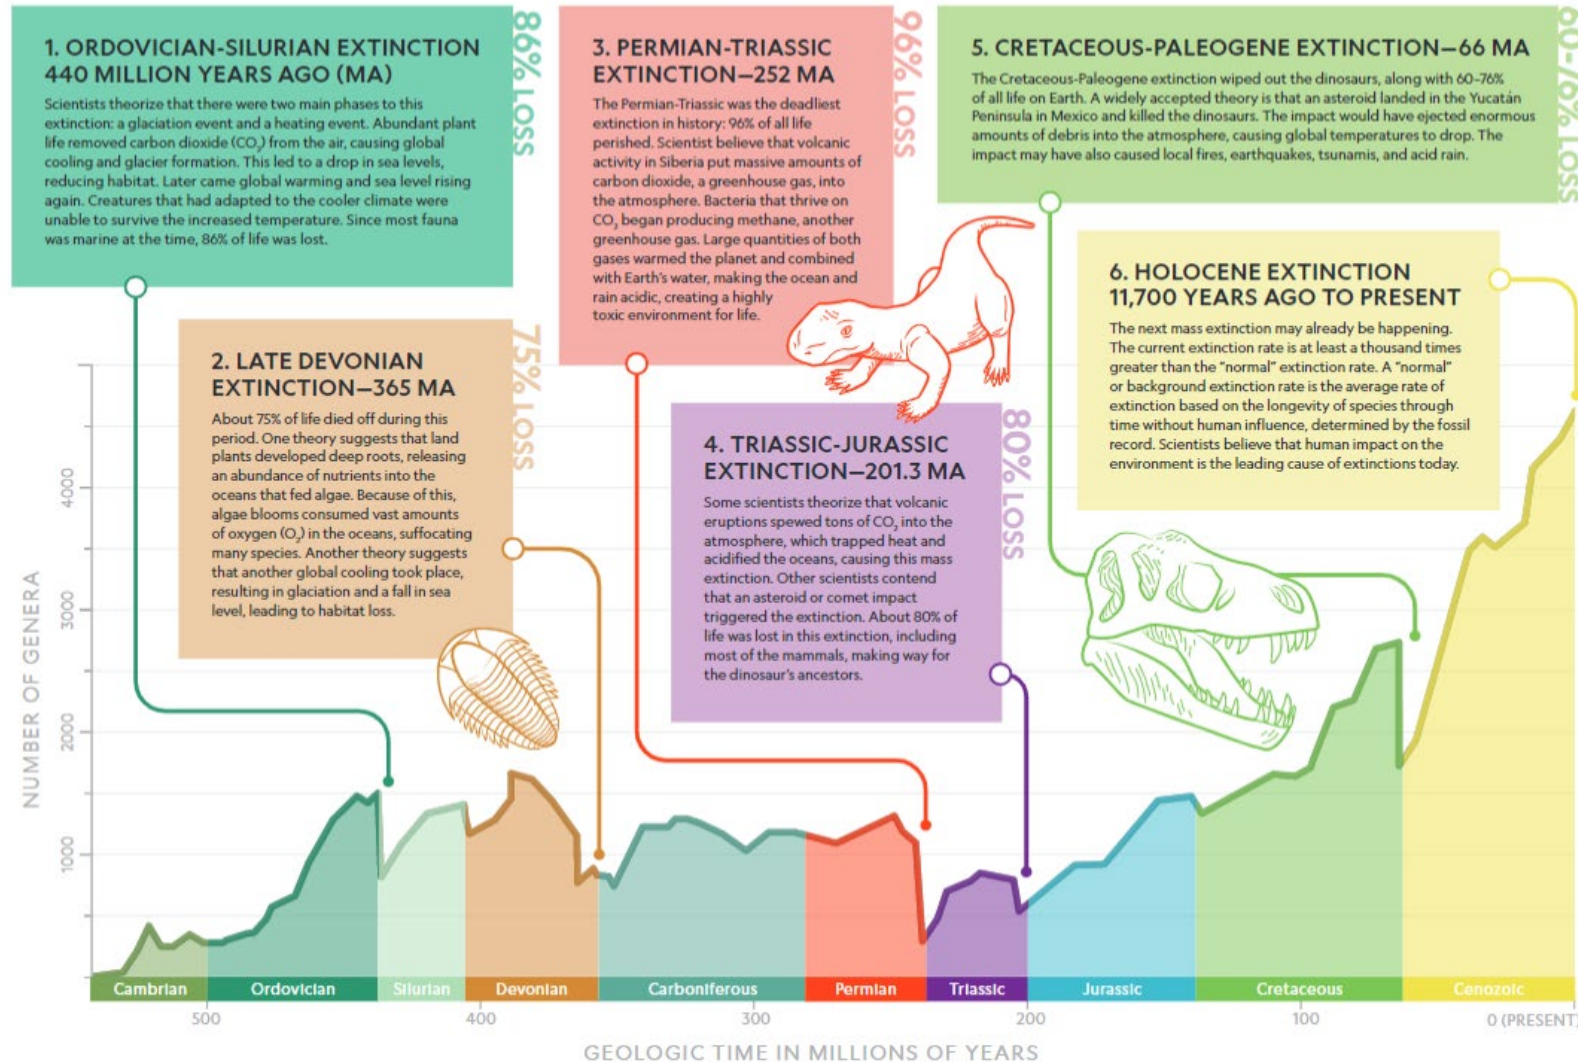 1. ORDOVICIAN-SILURIAN EXTINCTION
440 MILLION YEARS AGO (MA)
Scientists theorize that there were two main phases to this
extinction: a glaciation event and a heating event. Abundant plant
life removed carbon dioxide (CO₂) from the air, causing global
cooling and glacier formation. This led to a drop in sea levels,
reducing habitat. Later came global warming and sea level rising
again. Creatures that had adapted to the cooler climate were
unable to survive the increased temperature. Since most fauna
was marine at the time, 86% of life was lost.
86% LOSS
2. LATE DEVONIAN
EXTINCTION—365 MA
About 75% of life died off during this
period. One theory suggests that land
plants developed deep roots, releasing
an abundance of nutrients into the
oceans that fed algae. Because of this,
algae blooms consumed vast amounts
of oxygen (O₂) in the oceans, suffocating
many species. Another theory suggests
that another global cooling took place,
resulting in glaciation and a fall in sea
level, leading to habitat loss.
75% LOSS
3. PERMIAN-TRIASSIC
EXTINCTION—252 MA
The Permian-Triassic was the deadliest
extinction in history: 96% of all life
perished. Scientist believe that volcanic
activity in Siberia put massive amounts of
carbon dioxide, a greenhouse gas, into
the atmosphere. Bacteria that thrive on
CO₂ began producing methane, another
greenhouse gas. Large quantities of both
gases warmed the planet and combined
with Earth's water, making the ocean and
rain acidic, creating a highly
toxic environment for life.
96% LOSS
4. TRIASSIC-JURASSIC
EXTINCTION—201.3 MA
Some scientists theorize that volcanic
eruptions spewed tons of CO₂ into the
atmosphere, which trapped heat and
acidified the oceans, causing this mass
extinction. Other scientists contend
that an asteroid or comet impact
triggered the extinction. About 80% of
life was lost in this extinction, including
most of the mammals, making way for
the dinosaur's ancestors.
80% LOSS
5. CRETACEOUS-PALEOGENE EXTINCTION—66 MA
The Cretaceous-Paleogene extinction wiped out the dinosaurs, along with 60–76%
of all life on Earth. A widely accepted theory is that an asteroid landed in the Yucatán
Peninsula in Mexico and killed the dinosaurs. The impact would have ejected enormous
amounts of debris into the atmosphere, causing global temperatures to drop. The
impact may have also caused local fires, earthquakes, tsunamis, and acid rain.
60-76% LOSS
6. HOLOCENE EXTINCTION
11,700 YEARS AGO TO PRESENT
The next mass extinction may already be happening.
The current extinction rate is at least a thousand times
greater than the "normal" extinction rate. A "normal"
or background extinction rate is the average rate of
extinction based on the longevity of species through
time without human influence, determined by the fossil
record. Scientists believe that human impact on the
environment is the leading cause of extinctions today.
NUMBER OF GENERA
4000
3000
2000
1000
Cambrian Ordovician Silurian Devonian Carboniferous Permian Triassic Jurassic Cretaceous Cenozoic
500 400 300 200 100 0 (PRESENT)
GEOLOGIC TIME IN MILLIONS OF YEARS